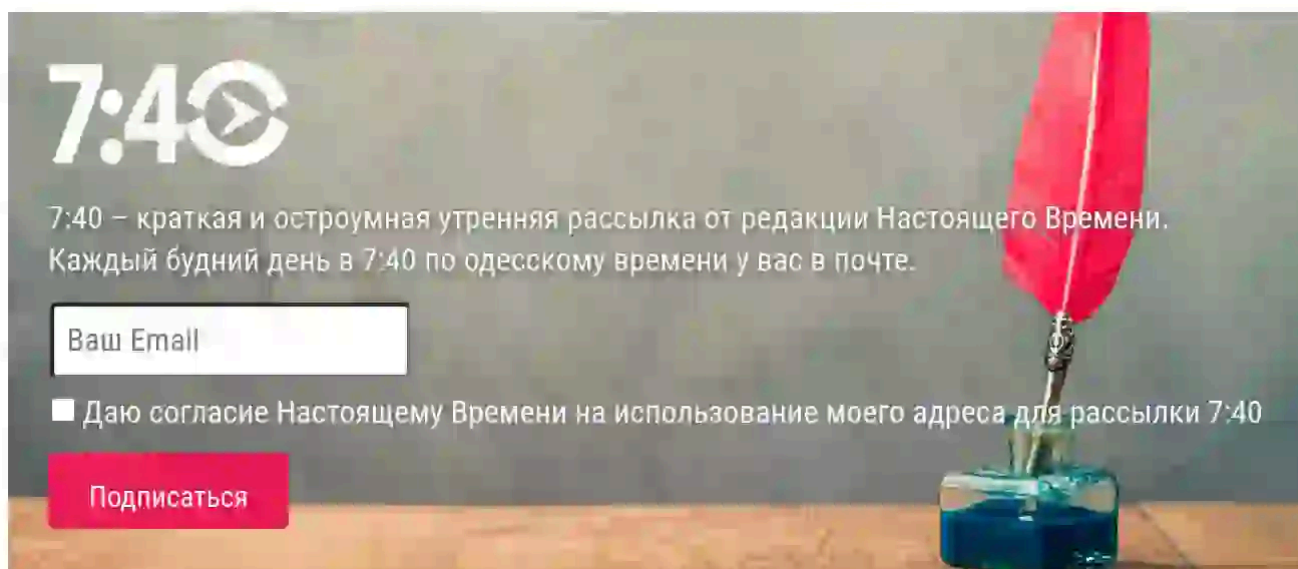 7:40
7:40 – краткая и остроумная утренняя рассылка от редакции Настоящего Времени.
Каждый будний день в 7:40 по одесскому времени у вас в почте.
Ваш Email
Даю согласие Настоящему Времени на использование моего адреса для рассылки 7:40
Подписаться